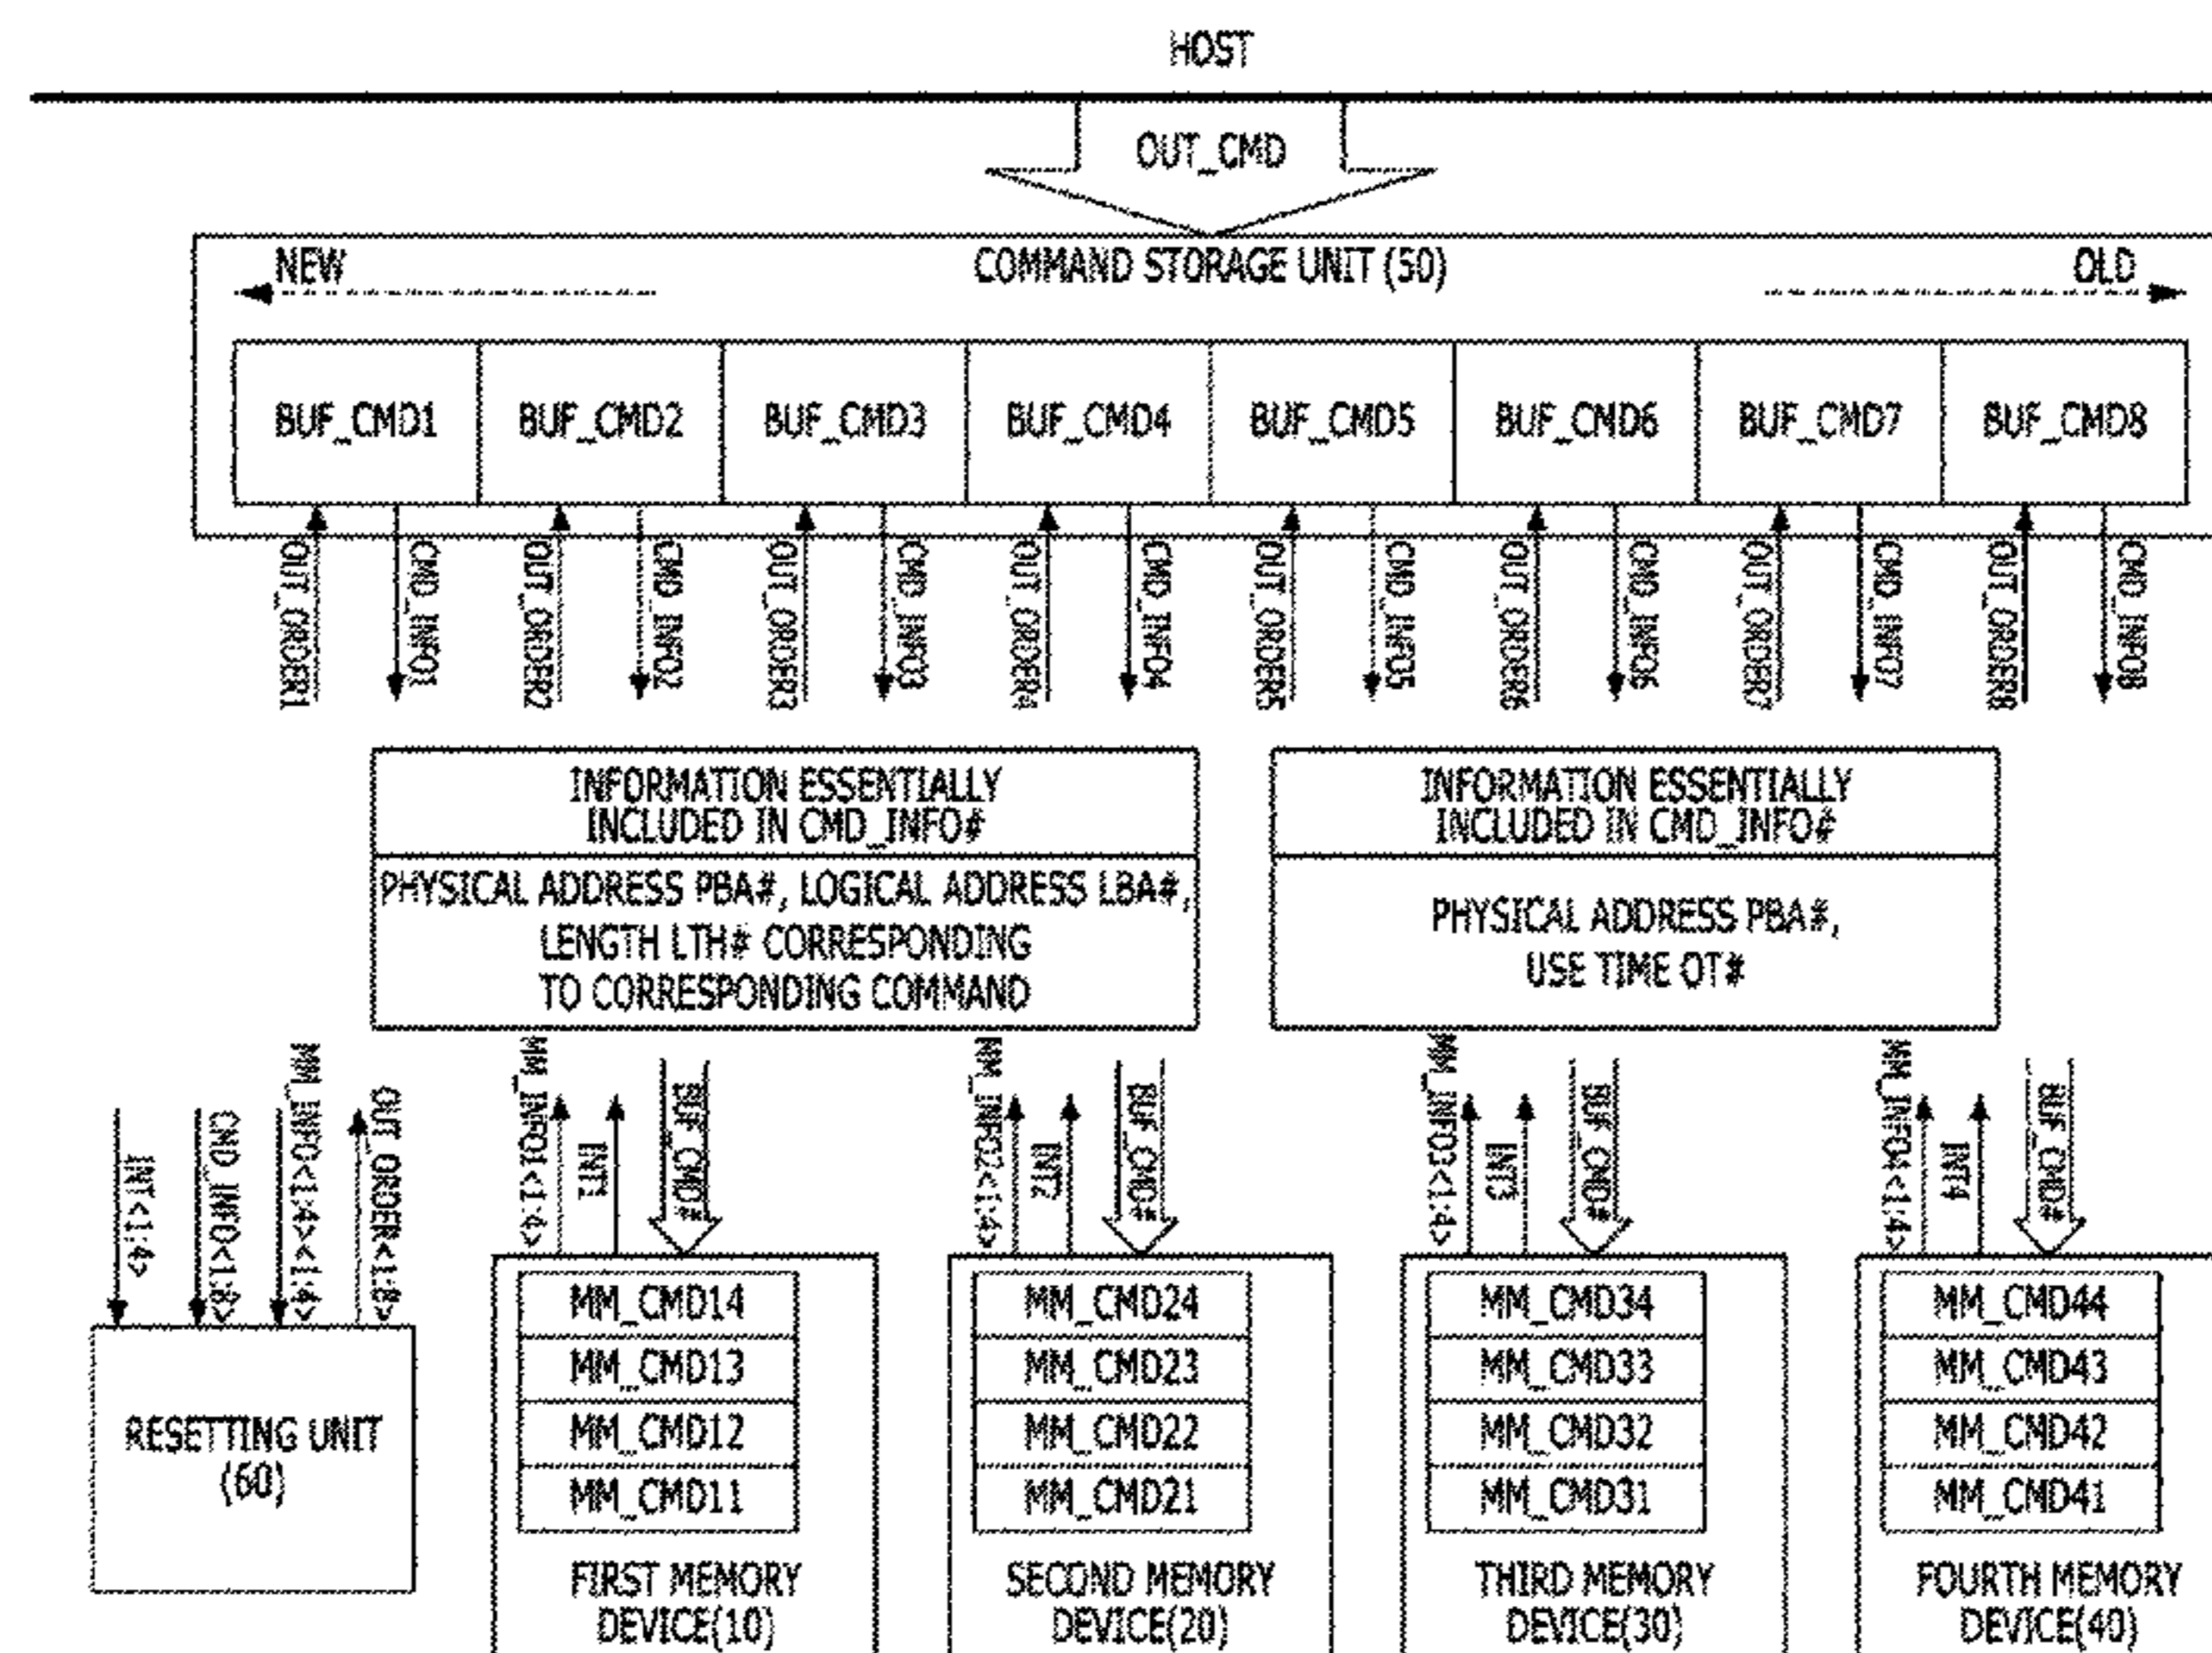 HOST
OUT_CMD
NEW
COMMAND STORAGE UNIT (50)
OLD
BUF_CMD1
BUF_CMD2
BUF_CMD3
BUF_CMD4
BUF_CMD5
BUF_CMD6
BUF_CMD7
BUF_CMD8
OUT_ORDER1
CMD_INFO1
OUT_ORDER2
CMD_INFO2
OUT_ORDER3
CMD_INFO3
OUT_ORDER4
CMD_INFO4
OUT_ORDER5
CMD_INFO5
OUT_ORDER6
CMD_INFO6
OUT_ORDER7
CMD_INFO7
OUT_ORDER8
CMD_INFO8
INFORMATION ESSENTIALLY
INCLUDED IN CMD_INFO#
PHYSICAL ADDRESS PBA#, LOGICAL ADDRESS LBA#,
LENGTH LTH# CORRESPONDING
TO CORRESPONDING COMMAND
INFORMATION ESSENTIALLY
INCLUDED IN CMD_INFO#
PHYSICAL ADDRESS PBA#,
USE TIME OT#
INT<1:4>
CMD_INFO<1:8>
MM_INFO<1:4><1:4>
OUT_ORDER<1:8>
RESETTING UNIT
(60)
MM_INFO1<1:4>
INT1
BUF_CMD#
MM_CMD14
MM_CMD13
MM_CMD12
MM_CMD11
FIRST MEMORY
DEVICE(10)
MM_INFO2<1:4>
INT2
BUF_CMD#
MM_CMD24
MM_CMD23
MM_CMD22
MM_CMD21
SECOND MEMORY
DEVICE(20)
MM_INFO3<1:4>
INT3
BUF_CMD#
MM_CMD34
MM_CMD33
MM_CMD32
MM_CMD31
THIRD MEMORY
DEVICE(30)
MM_INFO4<1:4>
INT4
BUF_CMD#
MM_CMD44
MM_CMD43
MM_CMD42
MM_CMD41
FOURTH MEMORY
DEVICE(40)